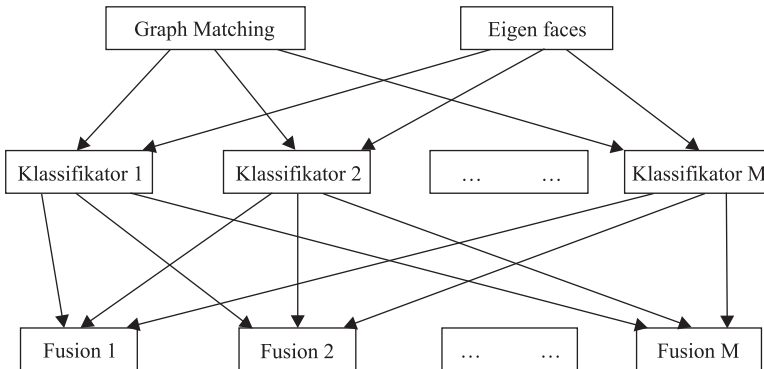 Graph Matching
Eigen faces
Klassifikator 1
Klassifikator 2
... ...
Klassifikator M
Fusion 1
Fusion 2
... ...
Fusion M